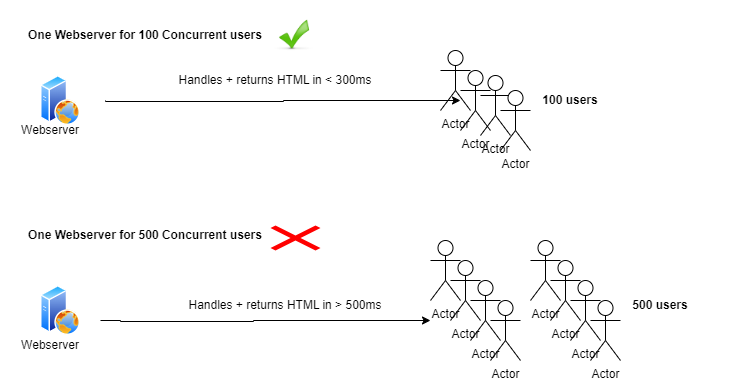 One Webserver for 100 Concurrent users
Handles + returns HTML in < 300ms
100 users
Webserver
Actor
Actor
Actor
Actor
One Webserver for 500 Concurrent users
Handles + returns HTML in > 500ms
500 users
Webserver
Actor
Actor
Actor
Actor
Actor
Actor
Actor
Actor